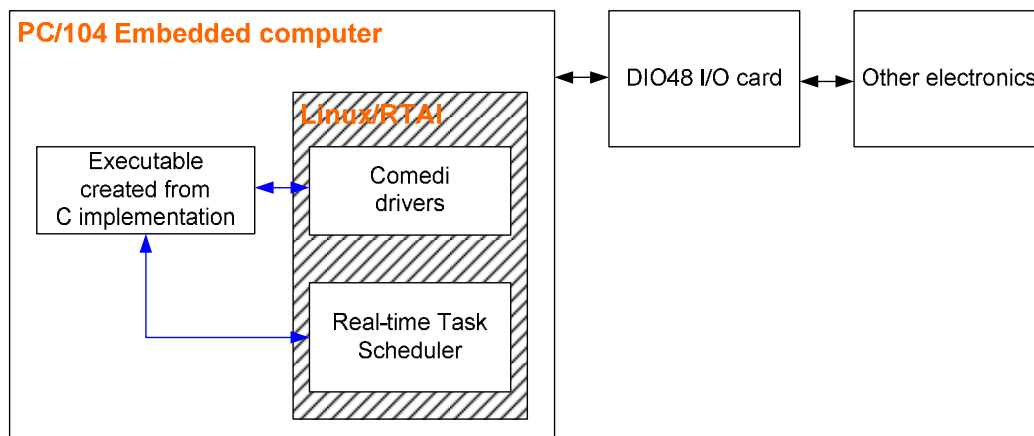 PC/104 Embedded computer
DIO48 I/O card
Other electronics
Linux/RTAI
Executable
created from
C implementation
Comedi
drivers
Real-time Task
Scheduler